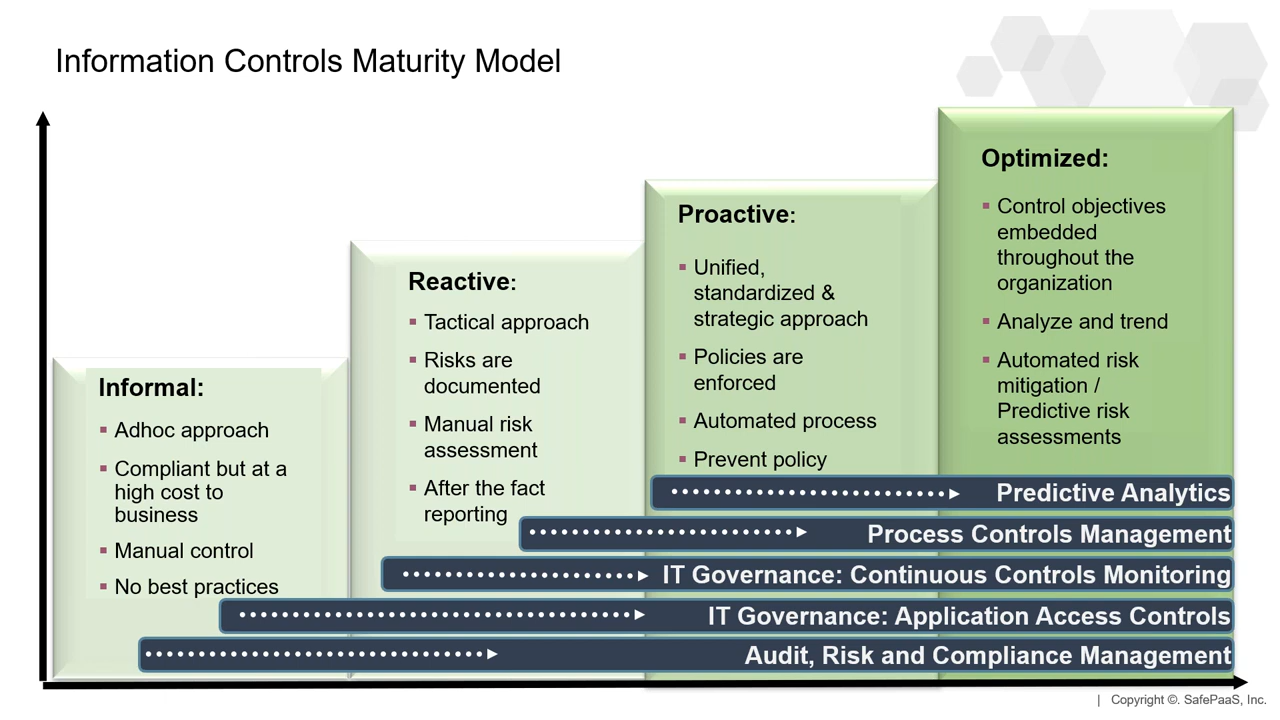 Information Controls Maturity Model
Informal:
▪ Adhoc approach
▪ Compliant but at a
high cost to
business
▪ Manual control
▪ No best practices
Reactive:
▪ Tactical approach
▪ Risks are
documented
▪ Manual risk
assessment
▪ After the fact
reporting
Proactive:
▪ Unified,
standardized &
strategic approach
▪ Policies are
enforced
▪ Automated process
▪ Prevent policy
Optimized:
▪ Control objectives
embedded
throughout the
organization
▪ Analyze and trend
▪ Automated risk
mitigation /
Predictive risk
assessments
Predictive Analytics
Process Controls Management
IT Governance: Continuous Controls Monitoring
IT Governance: Application Access Controls
Audit, Risk and Compliance Management
| Copyright ©. SafePaaS, Inc.